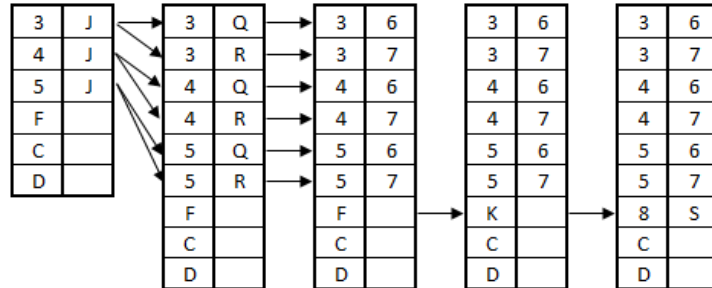 3 J 3 Q 3 6 3 6 3 6
4 J 3 R 3 7 3 7 3 7
5 J 4 Q 4 6 4 6 4 6
F 4 R 4 7 4 7 4 7
C 5 Q 5 6 5 6 5 6
D 5 R 5 7 5 7 5 7
F F K 8 S
C C C C
D D D D